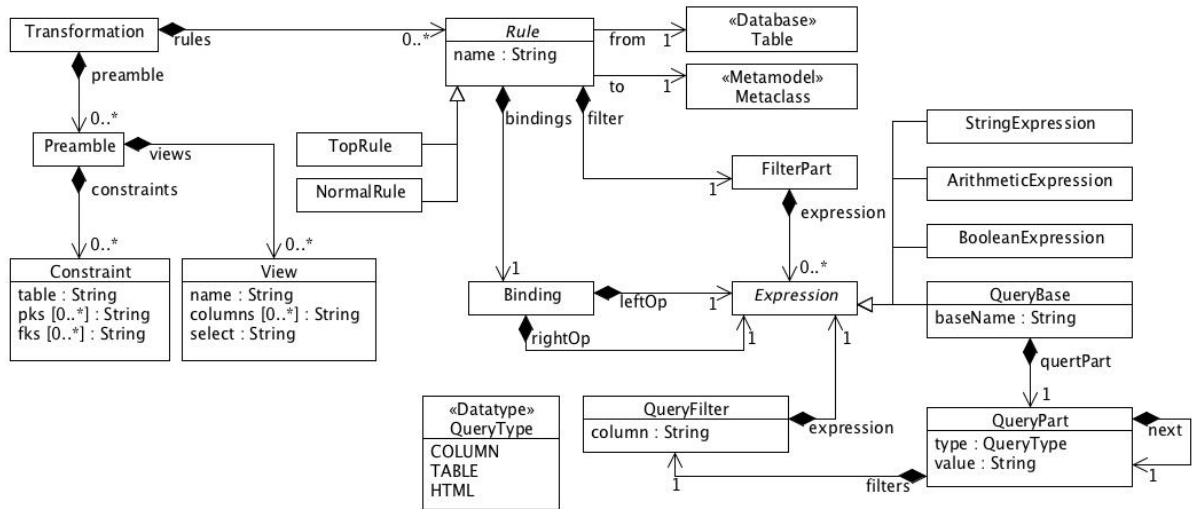 Transformation
rules
0..*
preamble
0..*
Preamble
views
constraints
0..*
0..*
Constraint
table : String
pks [0..*] : String
fks [0..*] : String
View
name : String
columns [0..*] : String
select : String
Rule
name : String
from
1
«Database»
Table
to
1
«Metamodel»
Metaclass
bindings
filter
TopRule
NormalRule
1
FilterPart
expression
0..*
1
Binding
leftOp
1
rightOp
1
Expression
1
StringExpression
ArithmeticExpression
BooleanExpression
QueryBase
baseName : String
quertPart
1
«Datatype»
QueryType
COLUMN
TABLE
HTML
QueryFilter
column : String
expression
QueryPart
type : QueryType
value : String
next
1
filters
1